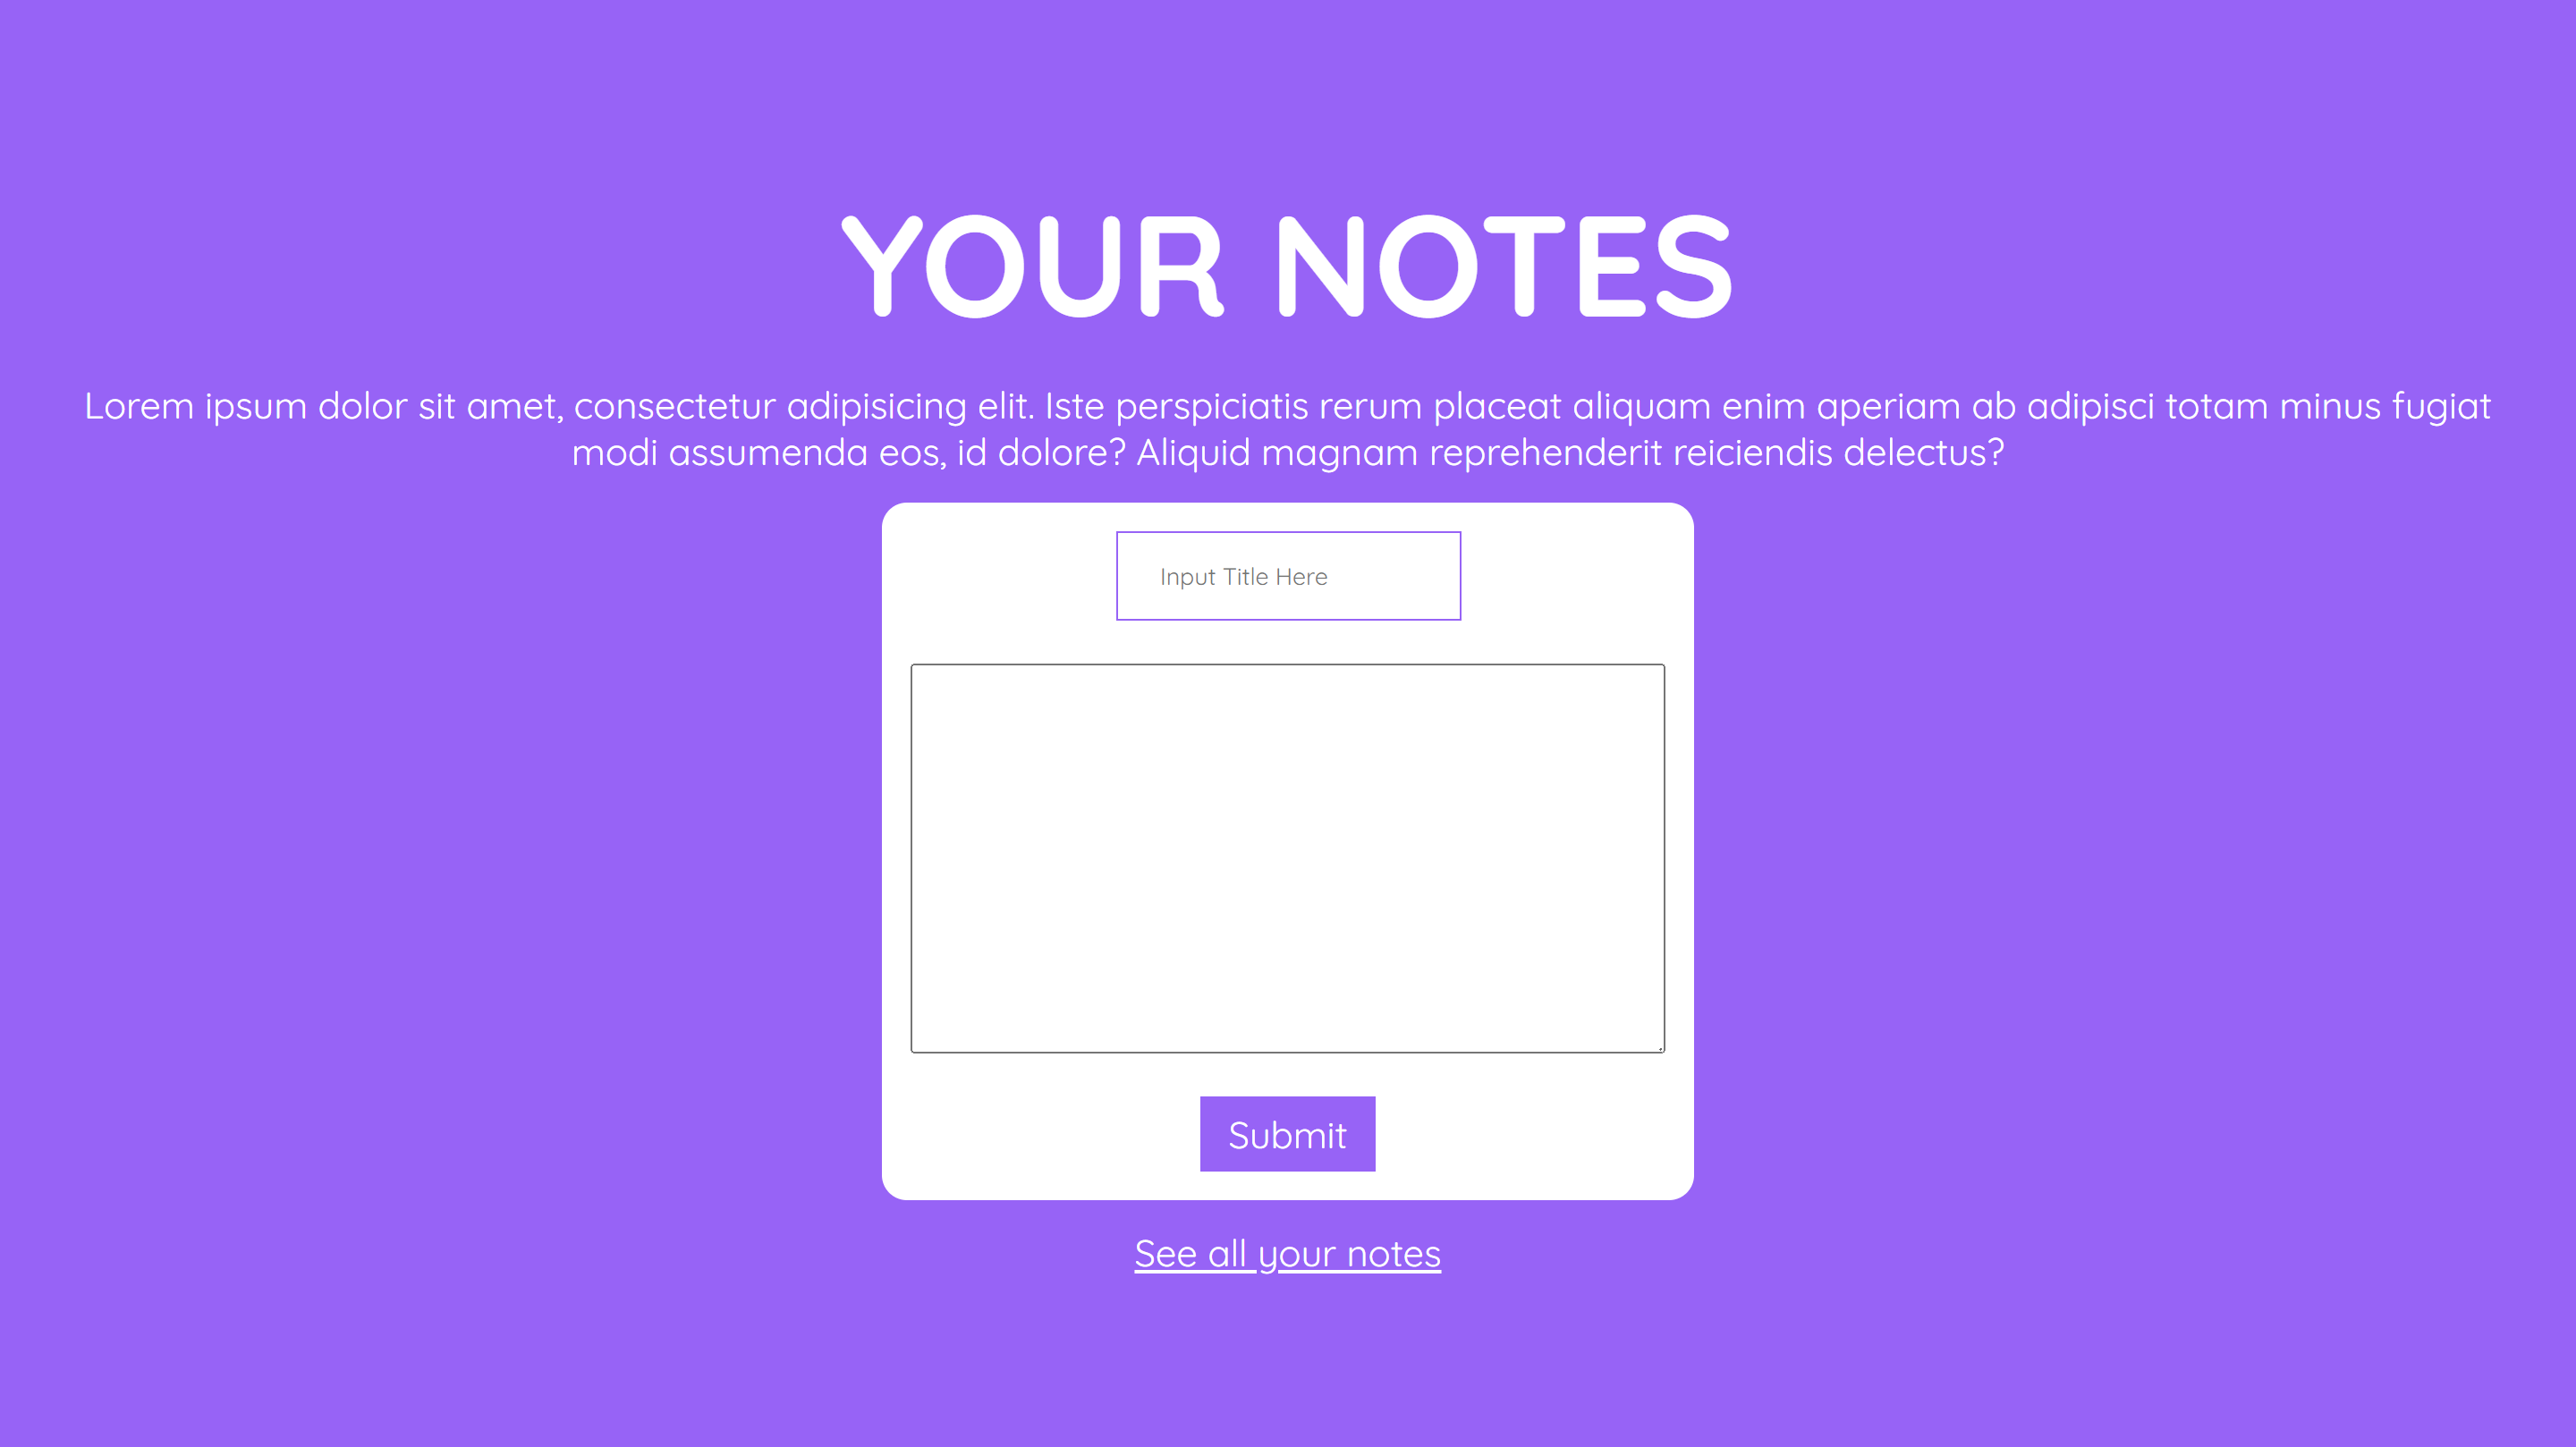 YOUR NOTES
Lorem ipsum dolor sit amet, consectetur adipisicing elit. Iste perspiciatis rerum placeat aliquam enim aperiam ab adipisci totam minus fugiat
modi assumenda eos, id dolore? Aliquid magnam reprehenderit reiciendis delectus?
Input Title Here
Submit
See all your notes